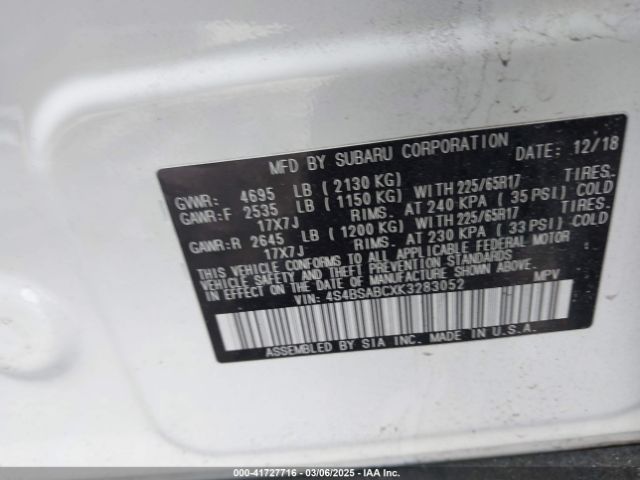 MFD BY SUBARU CORPORATION DATE: 12/18
GVWR: 4695 LB ( 2130 KG)
GAWR:F 2535 LB ( 1150 KG) WITH 225/65R17 TIRES.
17X7J RIMS. AT 240 KPA ( 35 PSI) COLD
GAWR:R 2645 LB ( 1200 KG) WITH 225/65R17 TIRES.
17X7J RIMS. AT 230 KPA ( 33 PSI) COLD
THIS VEHICLE CONFORMS TO ALL APPLICABLE FEDERAL MOTOR
VEHICLE SAFETY AND THEFT PREVENTION STANDARDS
IN EFFECT ON THE DATE OF MANUFACTURE SHOWN ABOVE.
VIN: 4S4BSABCXK3283052 MPV
ASSEMBLED BY SIA INC. MADE IN U.S.A.
000-41727716 - 03/06/2025 - IAA Inc.